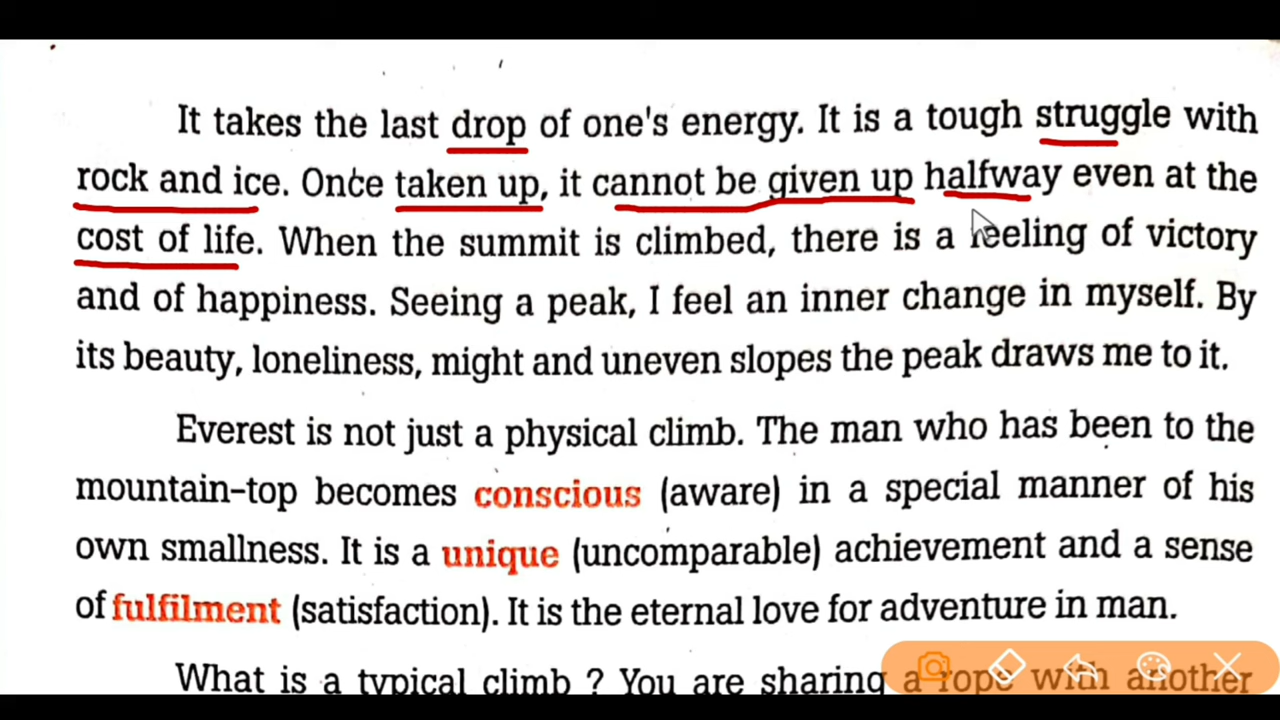 It takes the last drop of one's energy. It is a tough struggle with
rock and ice. Once taken up, it cannot be given up halfway even at the
cost of life. When the summit is climbed, there is a feeling of victory
and of happiness. Seeing a peak, I feel an inner change in myself. By
its beauty, loneliness, might and uneven slopes the peak draws me to it.
Everest is not just a physical climb. The man who has been to the
mountain-top becomes conscious (aware) in a special manner of his
own smallness. It is a unique (uncomparable) achievement and a sense
of fulfilment (satisfaction). It is the eternal love for adventure in man.
What is a typical climb ? You are sharing a rope with another